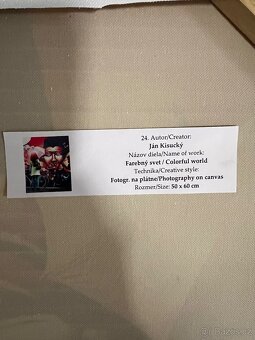 24. Autor/Creator:
Ján Kisucký
Názov diela/Name of work:
Farebný svet / Colorful world
Technika/Creative style:
Fotogr. na plátne/Photography on canvas
Rozmer/Size: 50 x 60 cm